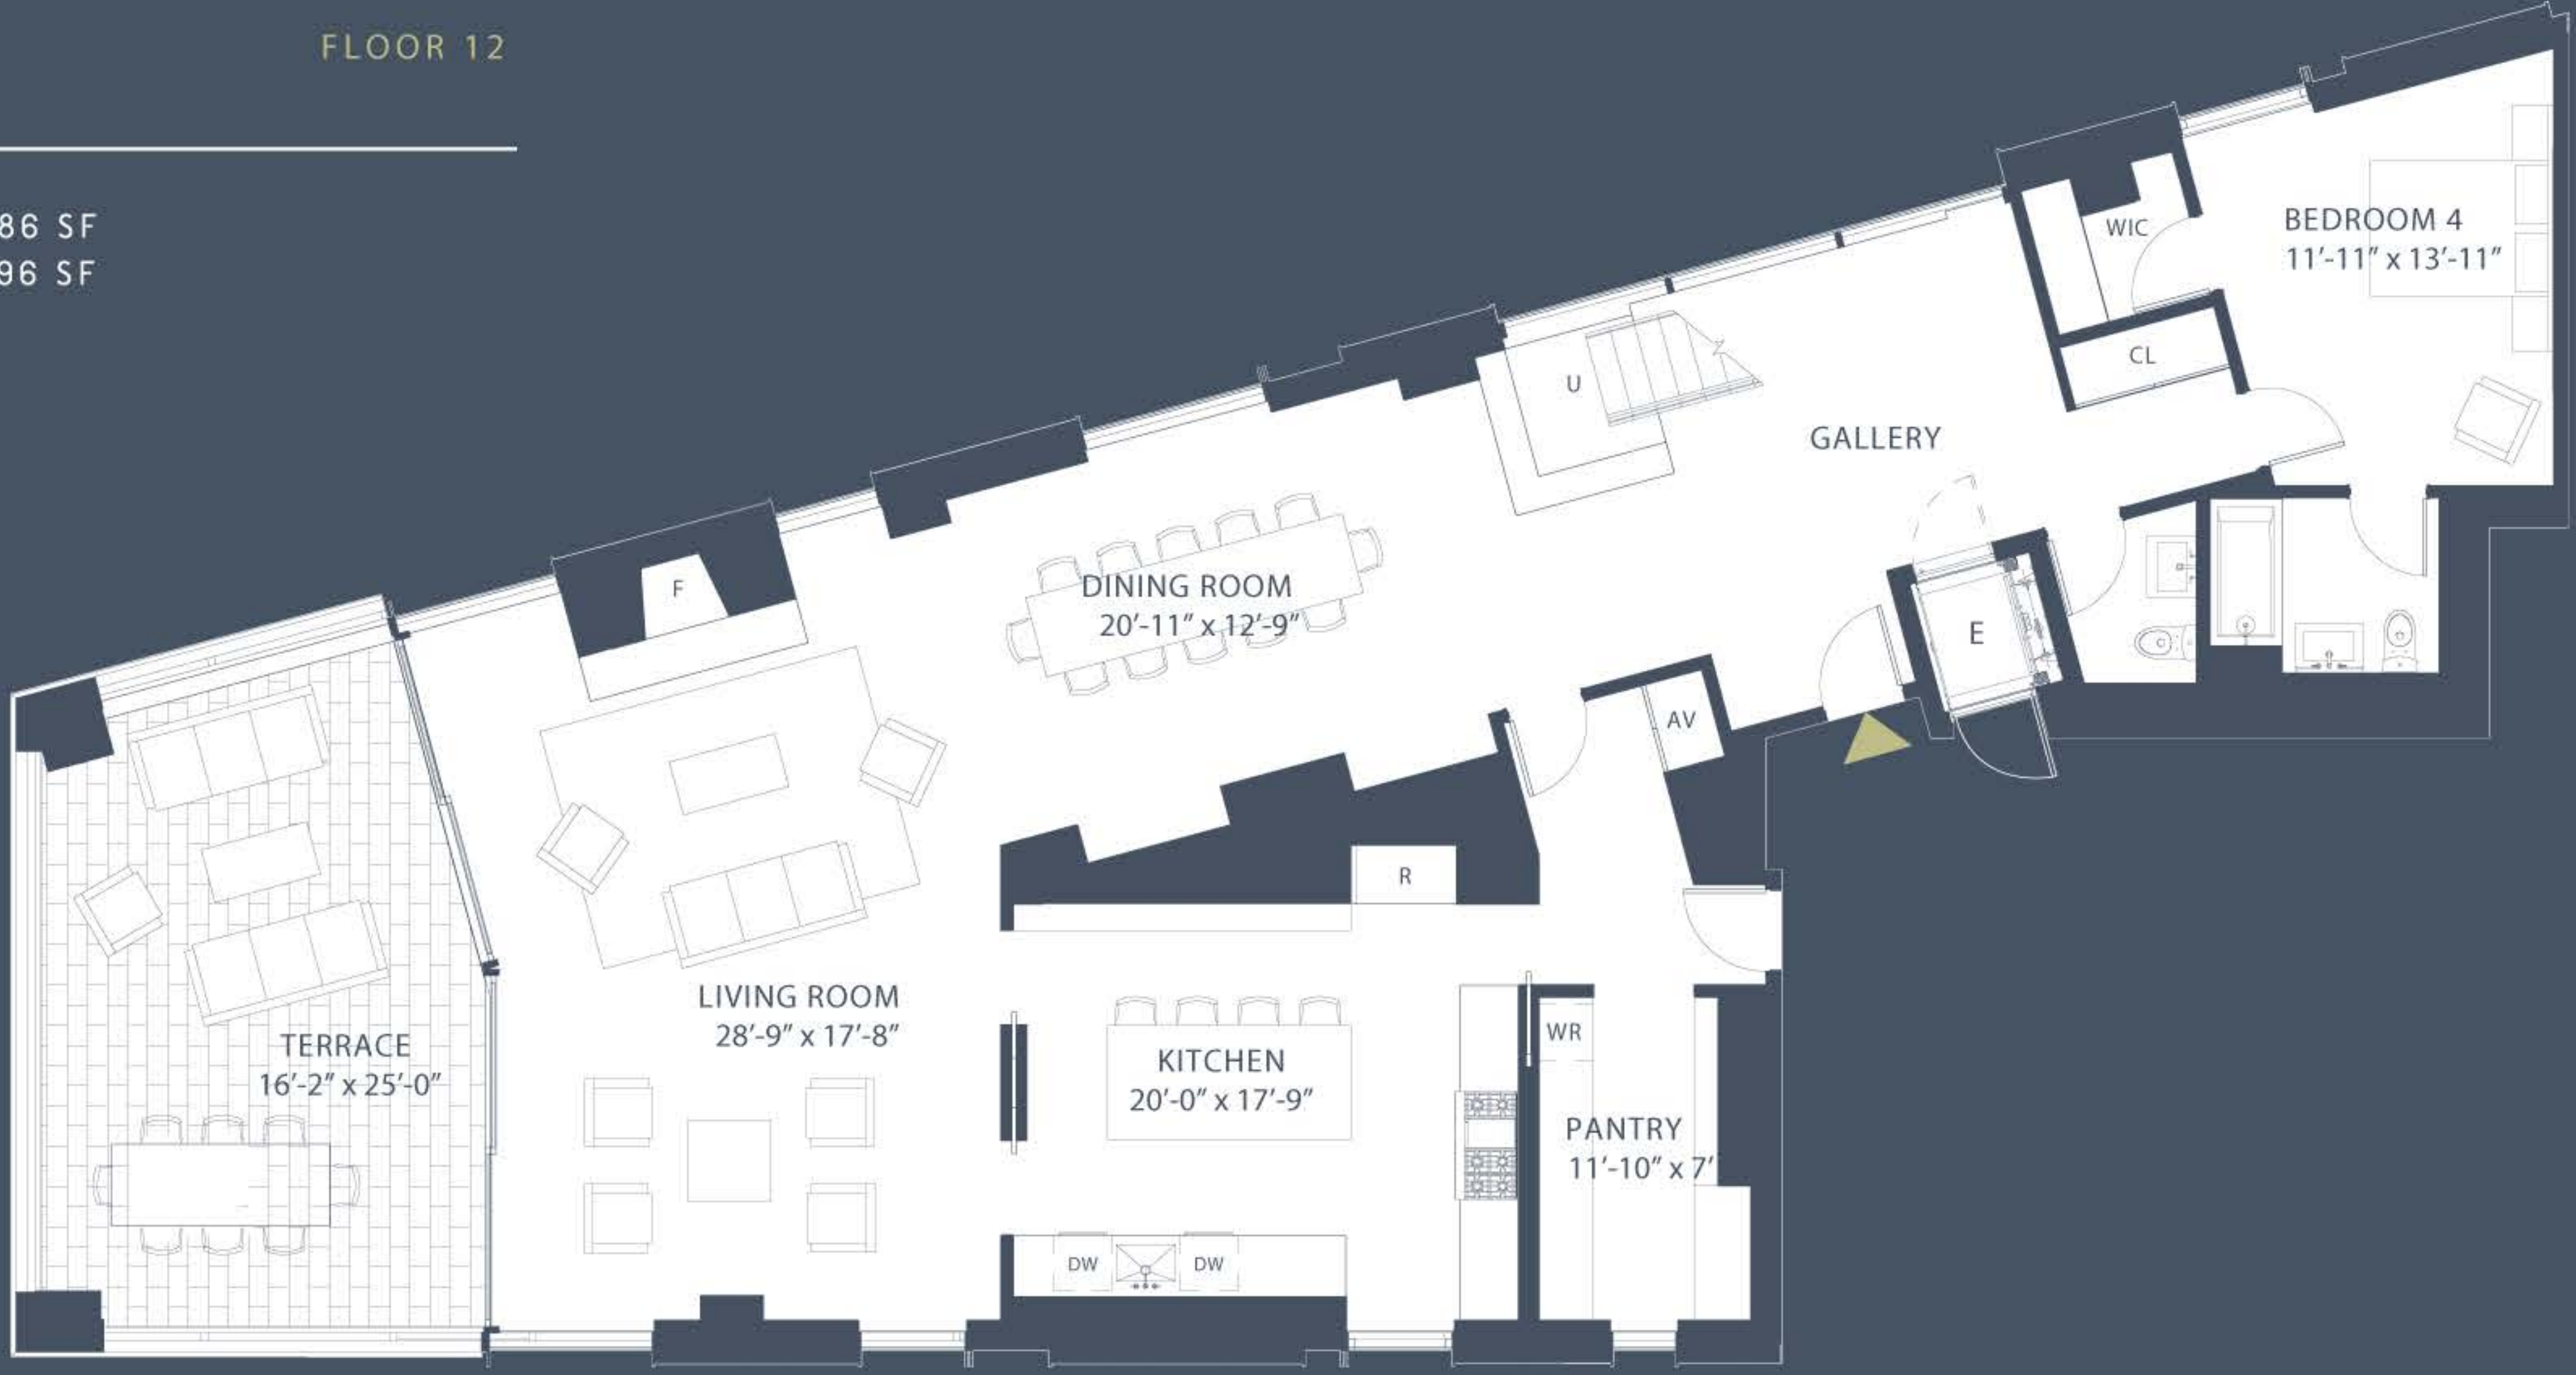 FLOOR 12
86 SF
96 SF
WIC
BEDROOM 4
11'-11" x 13'-11"
CL
U
GALLERY
F
DINING ROOM
20'-11" x 12'-9"
E
AV
R
LIVING ROOM
28'-9" x 17'-8"
TERRACE
16'-2" x 25'-0"
KITCHEN
20'-0" x 17'-9"
WR
PANTRY
11'-10" x 7'
DW
DW